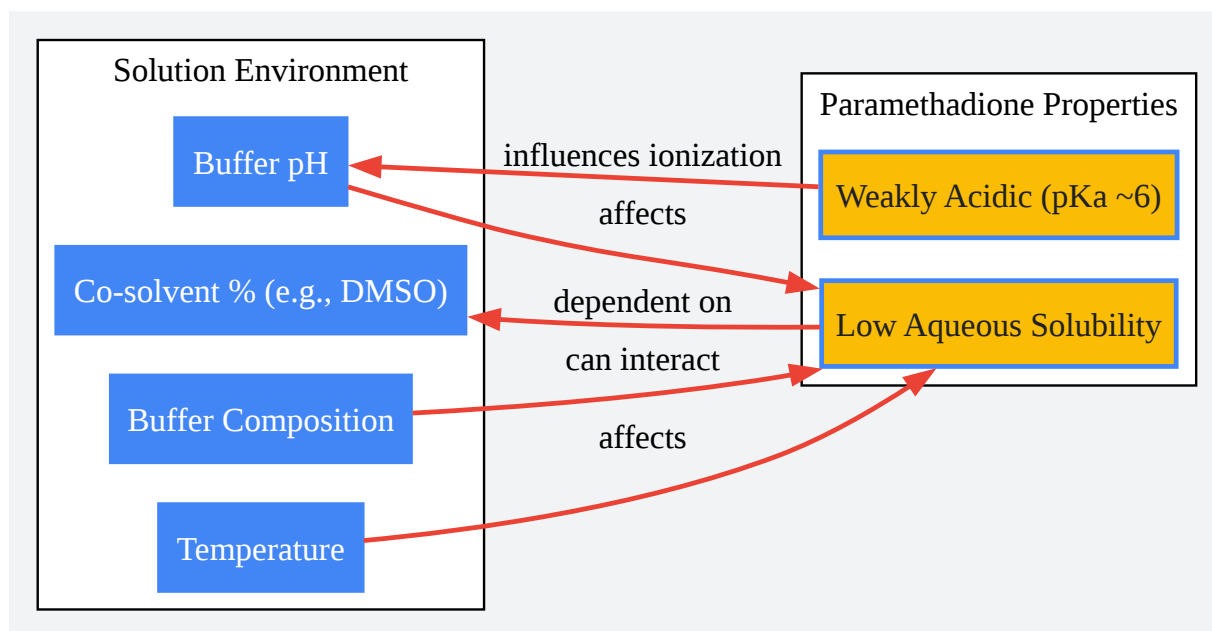 Solution Environment
Buffer pH
Co-solvent % (e.g., DMSO)
Buffer Composition
Temperature
influences ionization
affects
dependent on
can interact
affects
Paramethadione Properties
Weakly Acidic (pKa ~6)
Low Aqueous Solubility